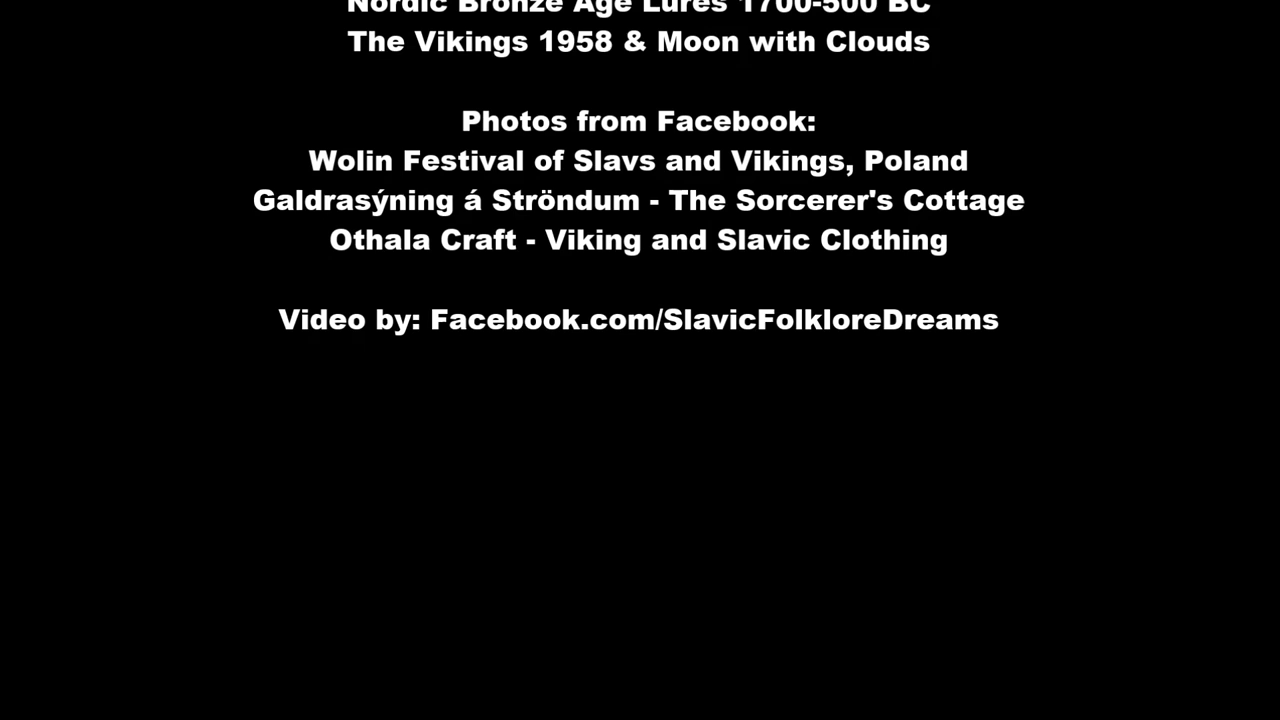 Nordic Bronze Age Lures 1700-500 BC
The Vikings 1958 & Moon with Clouds
Photos from Facebook:
Wolin Festival of Slavs and Vikings, Poland
Galdrasýning á Ströndum - The Sorcerer's Cottage
Othala Craft - Viking and Slavic Clothing
Video by: Facebook.com/SlavicFolkloreDreams